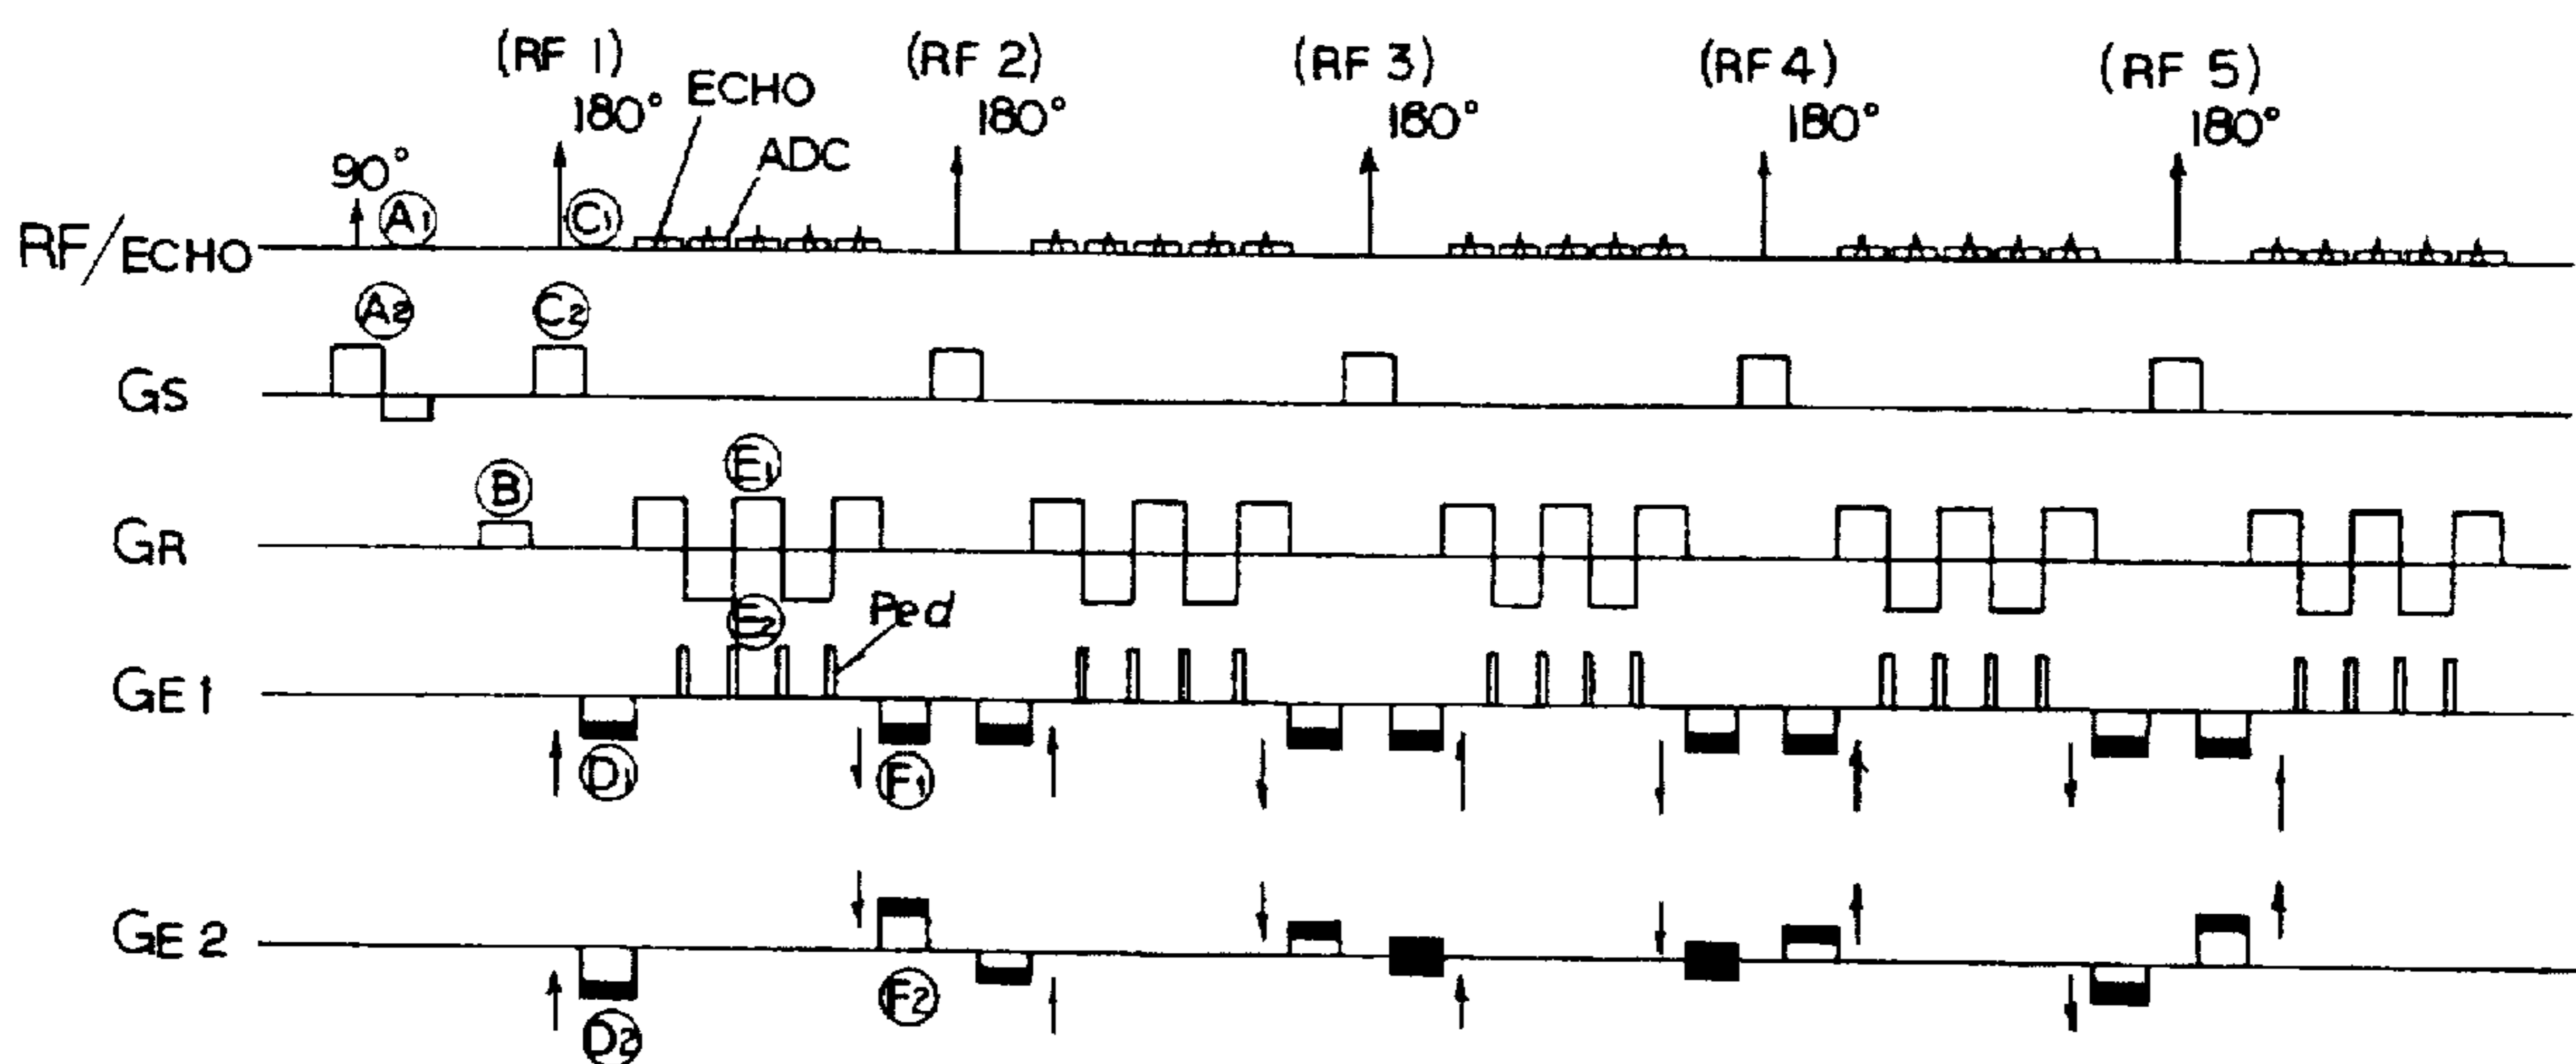 (RF 1) (RF 2) (RF 3) (RF 4) (RF 5)
90° 180° ECHO ADC 180° 180° 180° 180°
RF/ECHO A1 C1
GS A2 C2
GR B E1
E2 Ped
GE1 D1 F1
GE2 D2 F2